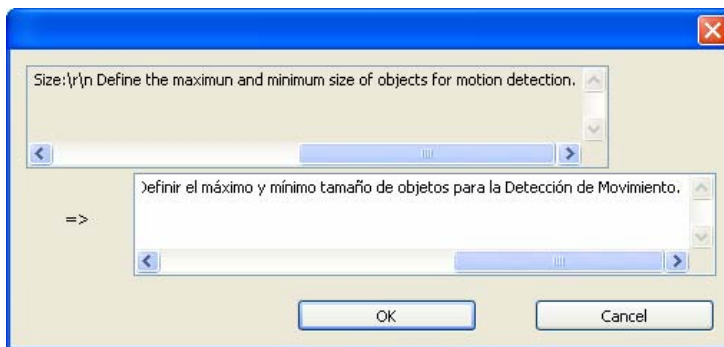 Size:\r\n Define the maximun and minimum size of objects for motion detection.
Definir el máximo y mínimo tamaño de objetos para la Detección de Movimiento.
=>
OK Cancel